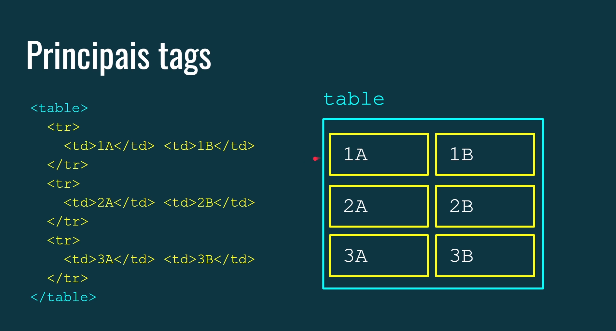 Principais tags
<table>
<tr>
<td>1A</td> <td>1B</td>
</tr>
<tr>
<td>2A</td> <td>2B</td>
</tr>
<tr>
<td>3A</td> <td>3B</td>
</tr>
</table>
table
1A 1B
2A 2B
3A 3B